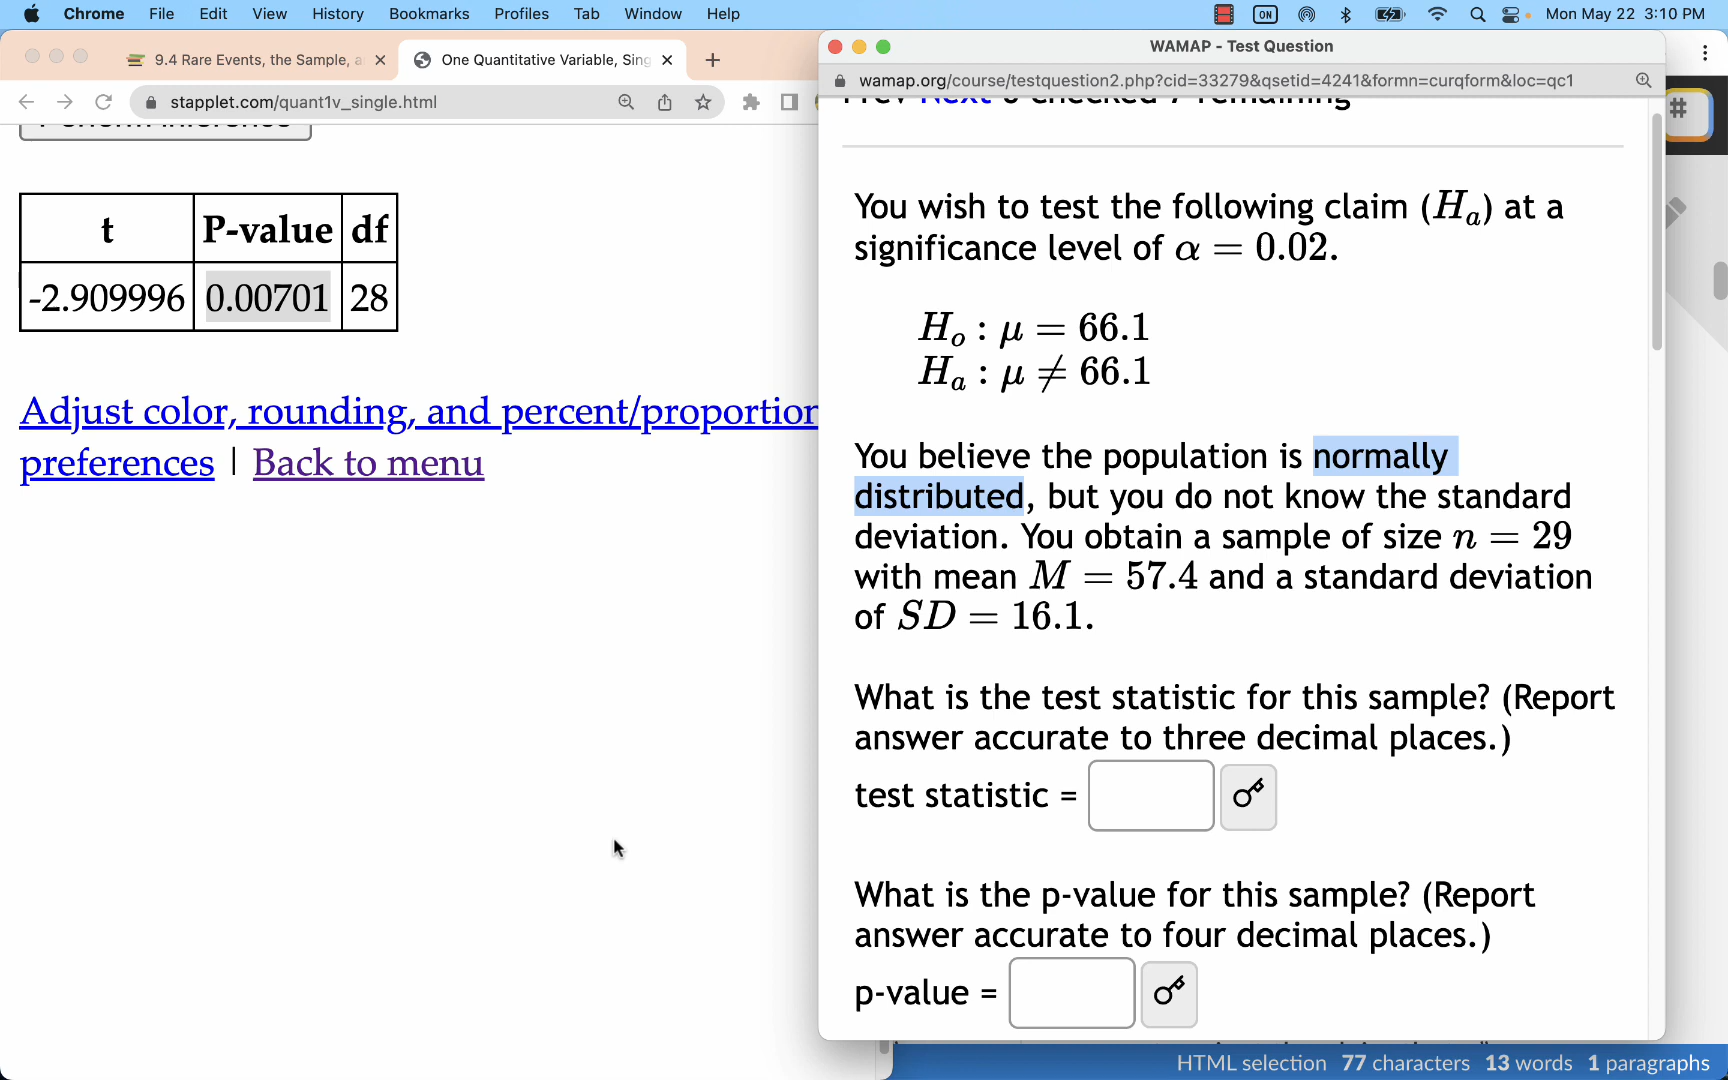 Chrome File Edit View History Bookmarks Profiles Tab Window Help ON Mon May 22 3:10 PM
9.4 Rare Events, the Sample, a
One Quantitative Variable, Sing
stapplet.com/quant1v_single.html
t P-value df
-2.909996 0.00701 28
Adjust color, rounding, and percent/proportion
preferences | Back to menu
WAMAP - Test Question
wamap.org/course/testquestion2.php?cid=33279&qsetid=4241&formn=curqform&loc=qc1
Prev Next 0 checked 7 remaining
You wish to test the following claim (Hₐ) at a
significance level of α = 0.02.
Hₒ : μ = 66.1
Hₐ : μ ≠ 66.1
You believe the population is normally
distributed, but you do not know the standard
deviation. You obtain a sample of size n = 29
with mean M = 57.4 and a standard deviation
of SD = 16.1.
What is the test statistic for this sample? (Report
answer accurate to three decimal places.)
test statistic =
What is the p-value for this sample? (Report
answer accurate to four decimal places.)
p-value =
#
HTML selection 77 characters 13 words 1 paragraphs